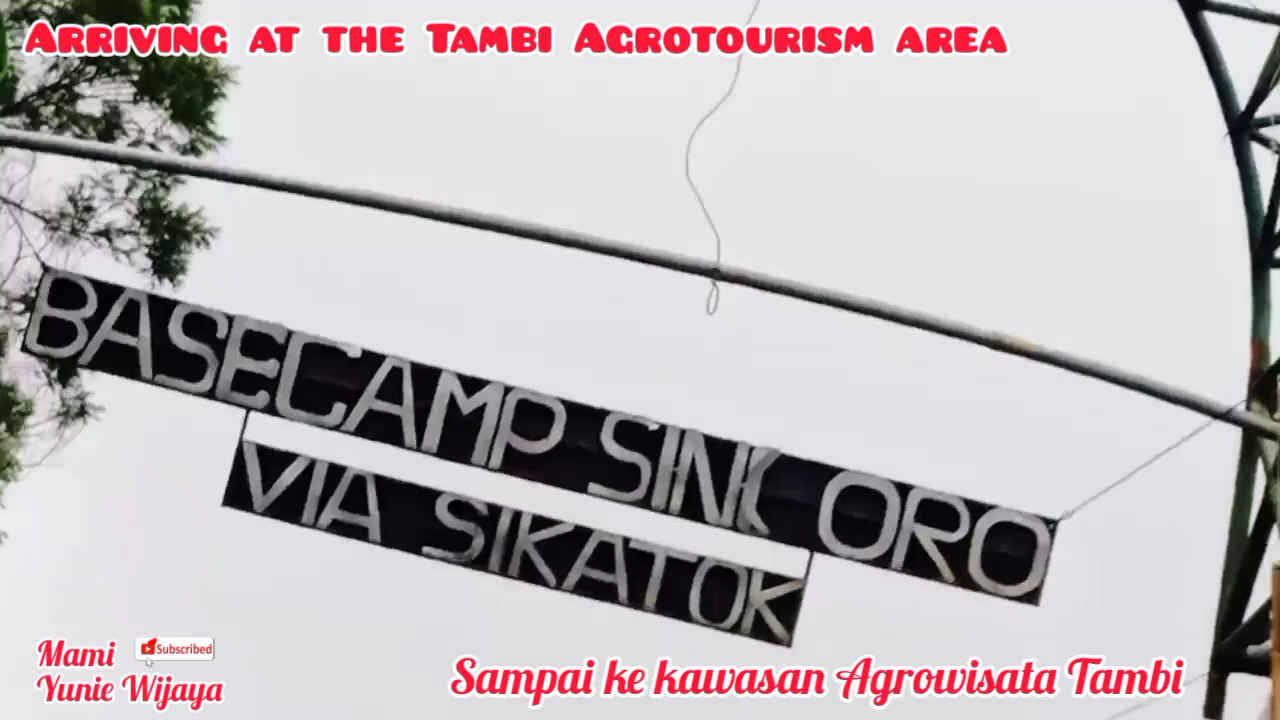 Arriving at the Tambi Agrotourism area
BASECAMP SINDORO
VIA SIKATOK
Mami
Subscribed
Yunie Wijaya
Sampai ke kawasan Agrowisata Tambi